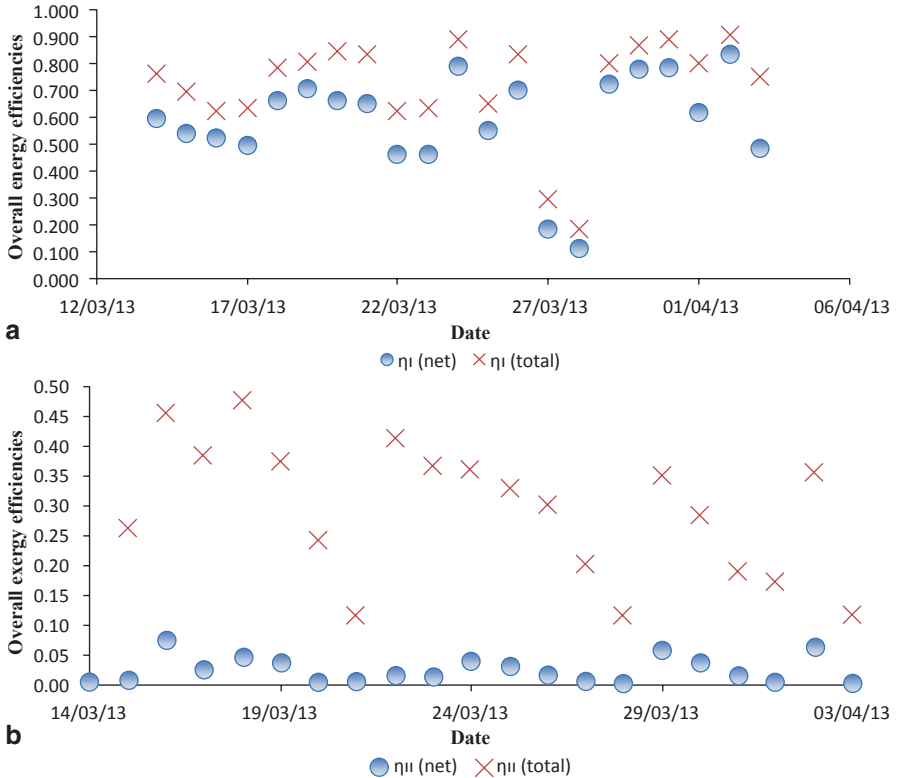 Overall energy efficiencies
1.000
0.900
0.800
0.700
0.600
0.500
0.400
0.300
0.200
0.100
0.000
12/03/13 17/03/13 22/03/13 27/03/13 01/04/13 06/04/13
a
Date
ηı (net) ηı (total)
Overall exergy efficiencies
0.50
0.45
0.40
0.35
0.30
0.25
0.20
0.15
0.10
0.05
0.00
14/03/13 19/03/13 24/03/13 29/03/13 03/04/13
b
Date
ηıı (net) ηıı (total)